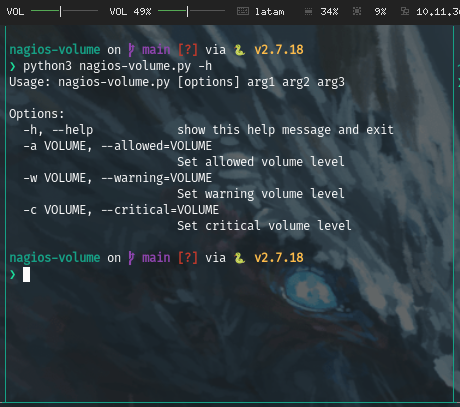 VOL VOL 49% latam 34% 9% 10.11.3
nagios-volume on main [?] via v2.7.18
❯ python3 nagios-volume.py -h
Usage: nagios-volume.py [options] arg1 arg2 arg3
Options:
-h, --help show this help message and exit
-a VOLUME, --allowed=VOLUME
Set allowed volume level
-w VOLUME, --warning=VOLUME
Set warning volume level
-c VOLUME, --critical=VOLUME
Set critical volume level
nagios-volume on main [?] via v2.7.18
❯